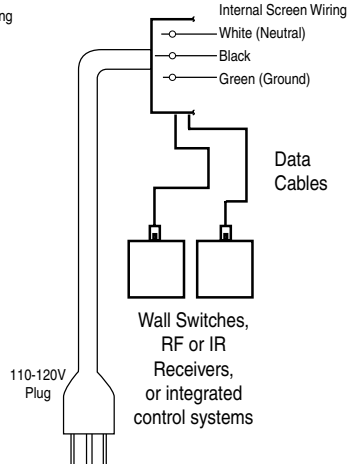 ng
Internal Screen Wiring
White (Neutral)
Black
Green (Ground)
Data
Cables
Wall Switches,
RF or IR
Receivers,
or integrated
control systems
110-120V
Plug